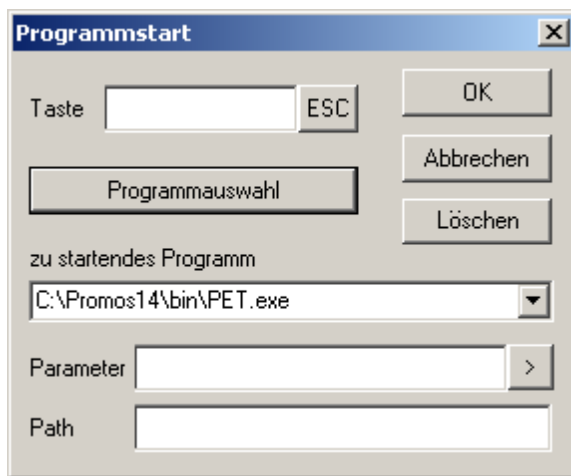 Programmstart
Taste ESC OK
Abbrechen
Programmauswahl
Löschen
zu startendes Programm
C:\Promos14\bin\PET.exe
Parameter >
Path